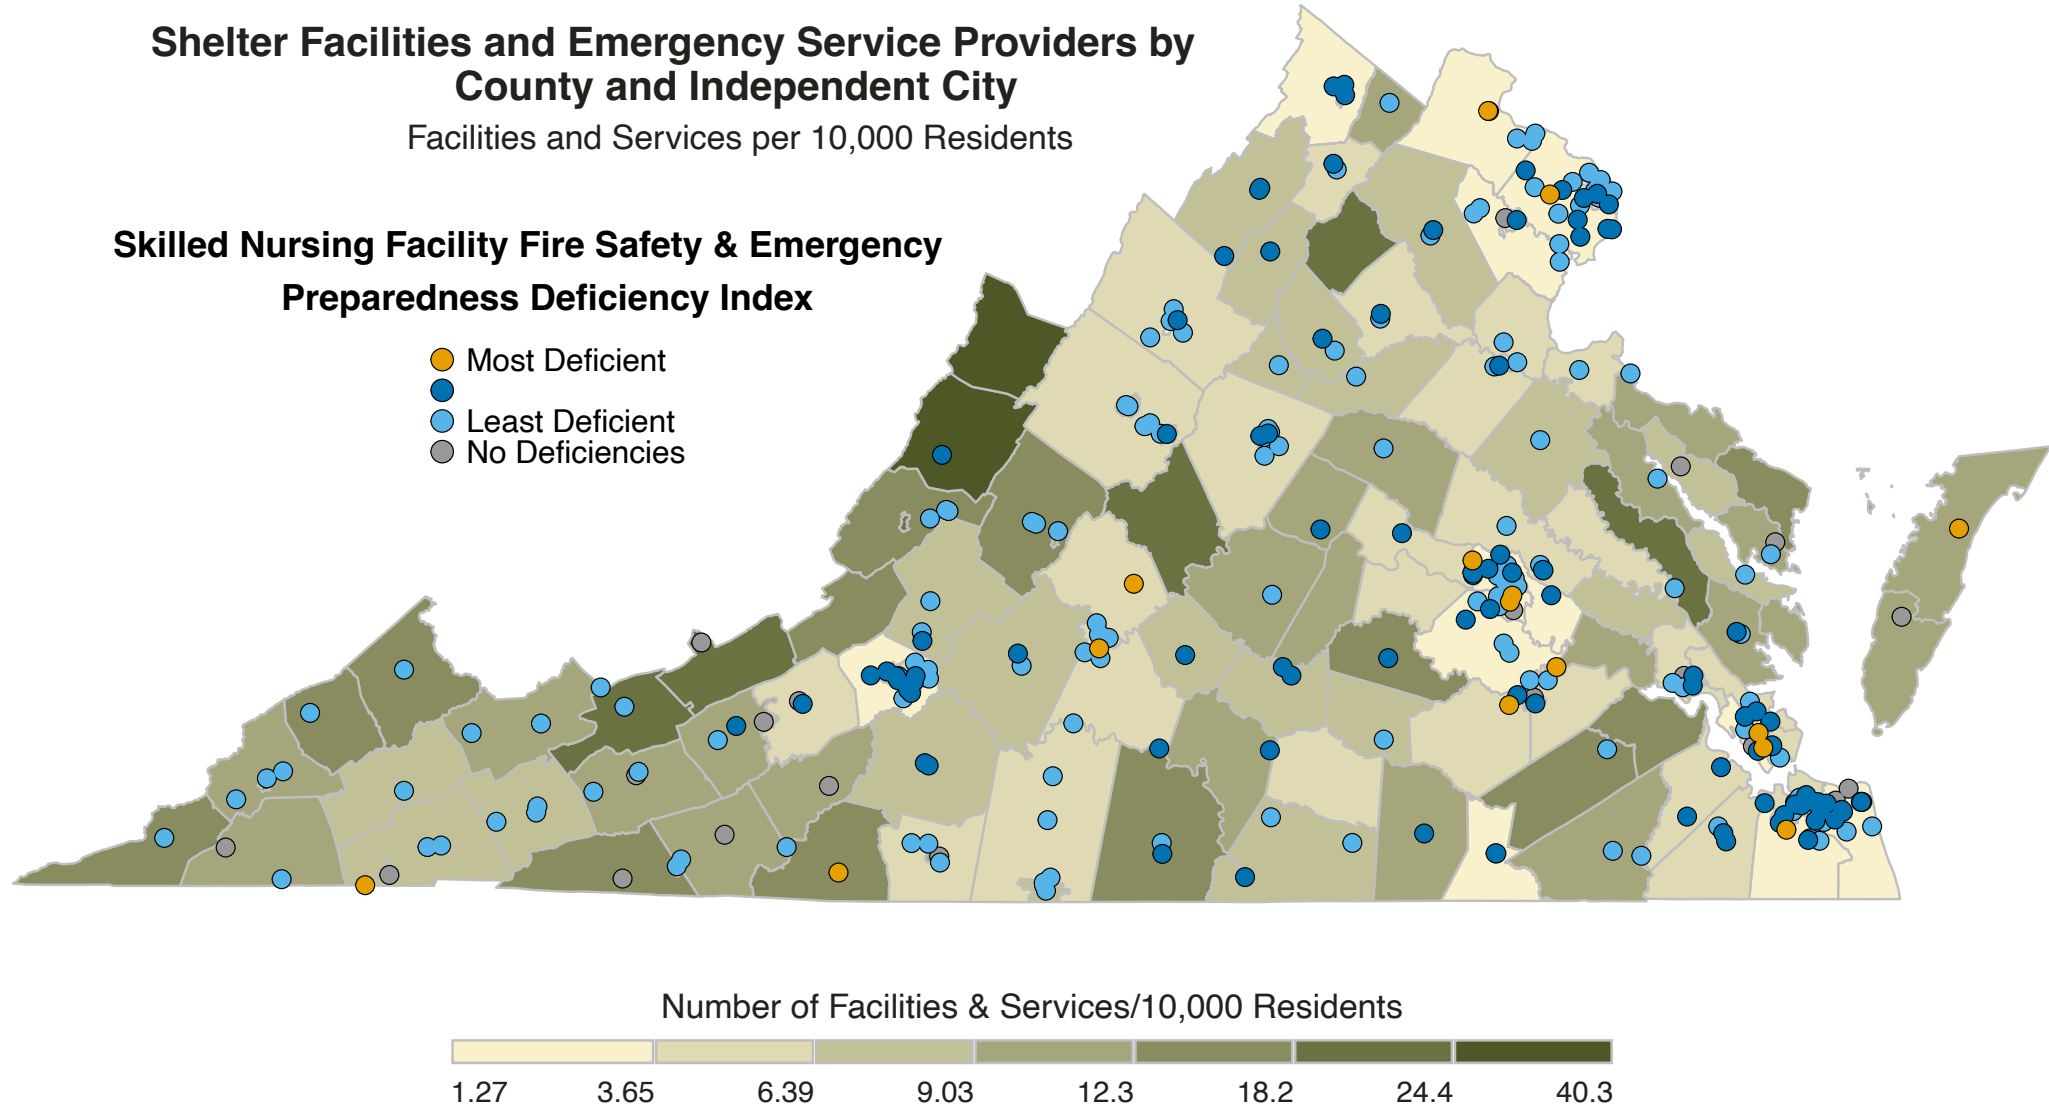 Shelter Facilities and Emergency Service Providers by
County and Independent City
Facilities and Services per 10,000 Residents
Skilled Nursing Facility Fire Safety & Emergency
Preparedness Deficiency Index
Most Deficient
Least Deficient
No Deficiencies
Number of Facilities & Services/10,000 Residents
1.27 3.65 6.39 9.03 12.3 18.2 24.4 40.3